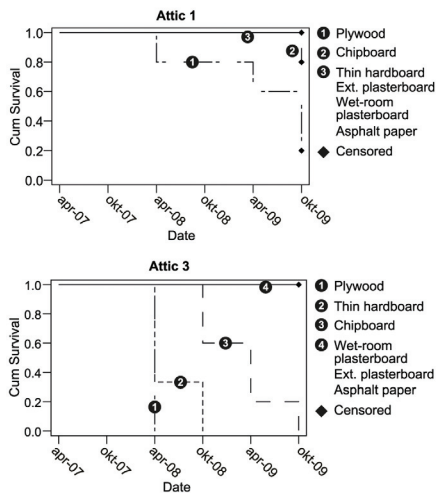 Attic 1
Cum Survival
1.0
0.8
0.6
0.4
0.2
0.0
1
2
3
apr-07
okt-07
apr-08
okt-08
apr-09
okt-09
Date
1 Plywood
2 Chipboard
3 Thin hardboard
Ext. plasterboard
Wet-room
plasterboard
Asphalt paper
Censored
Attic 3
Cum Survival
1.0
0.8
0.6
0.4
0.2
0.0
1
2
3
4
apr-07
okt-07
apr-08
okt-08
apr-09
okt-09
Date
1 Plywood
2 Thin hardboard
3 Chipboard
4 Wet-room
plasterboard
Ext. plasterboard
Asphalt paper
Censored